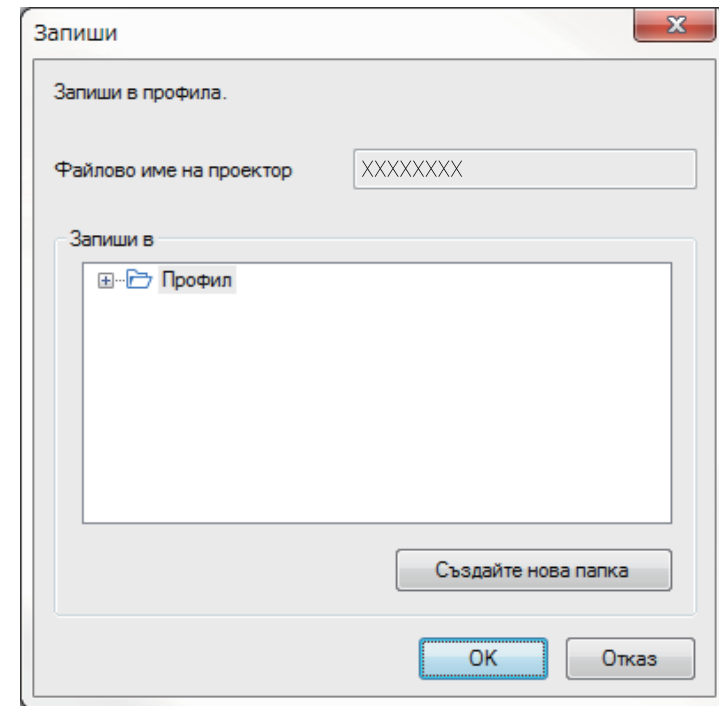 Запиши
Запиши в профила.
Файлово име на проектор XXXXXXXX
Запиши в
Профил
Създайте нова папка
OK Отказ